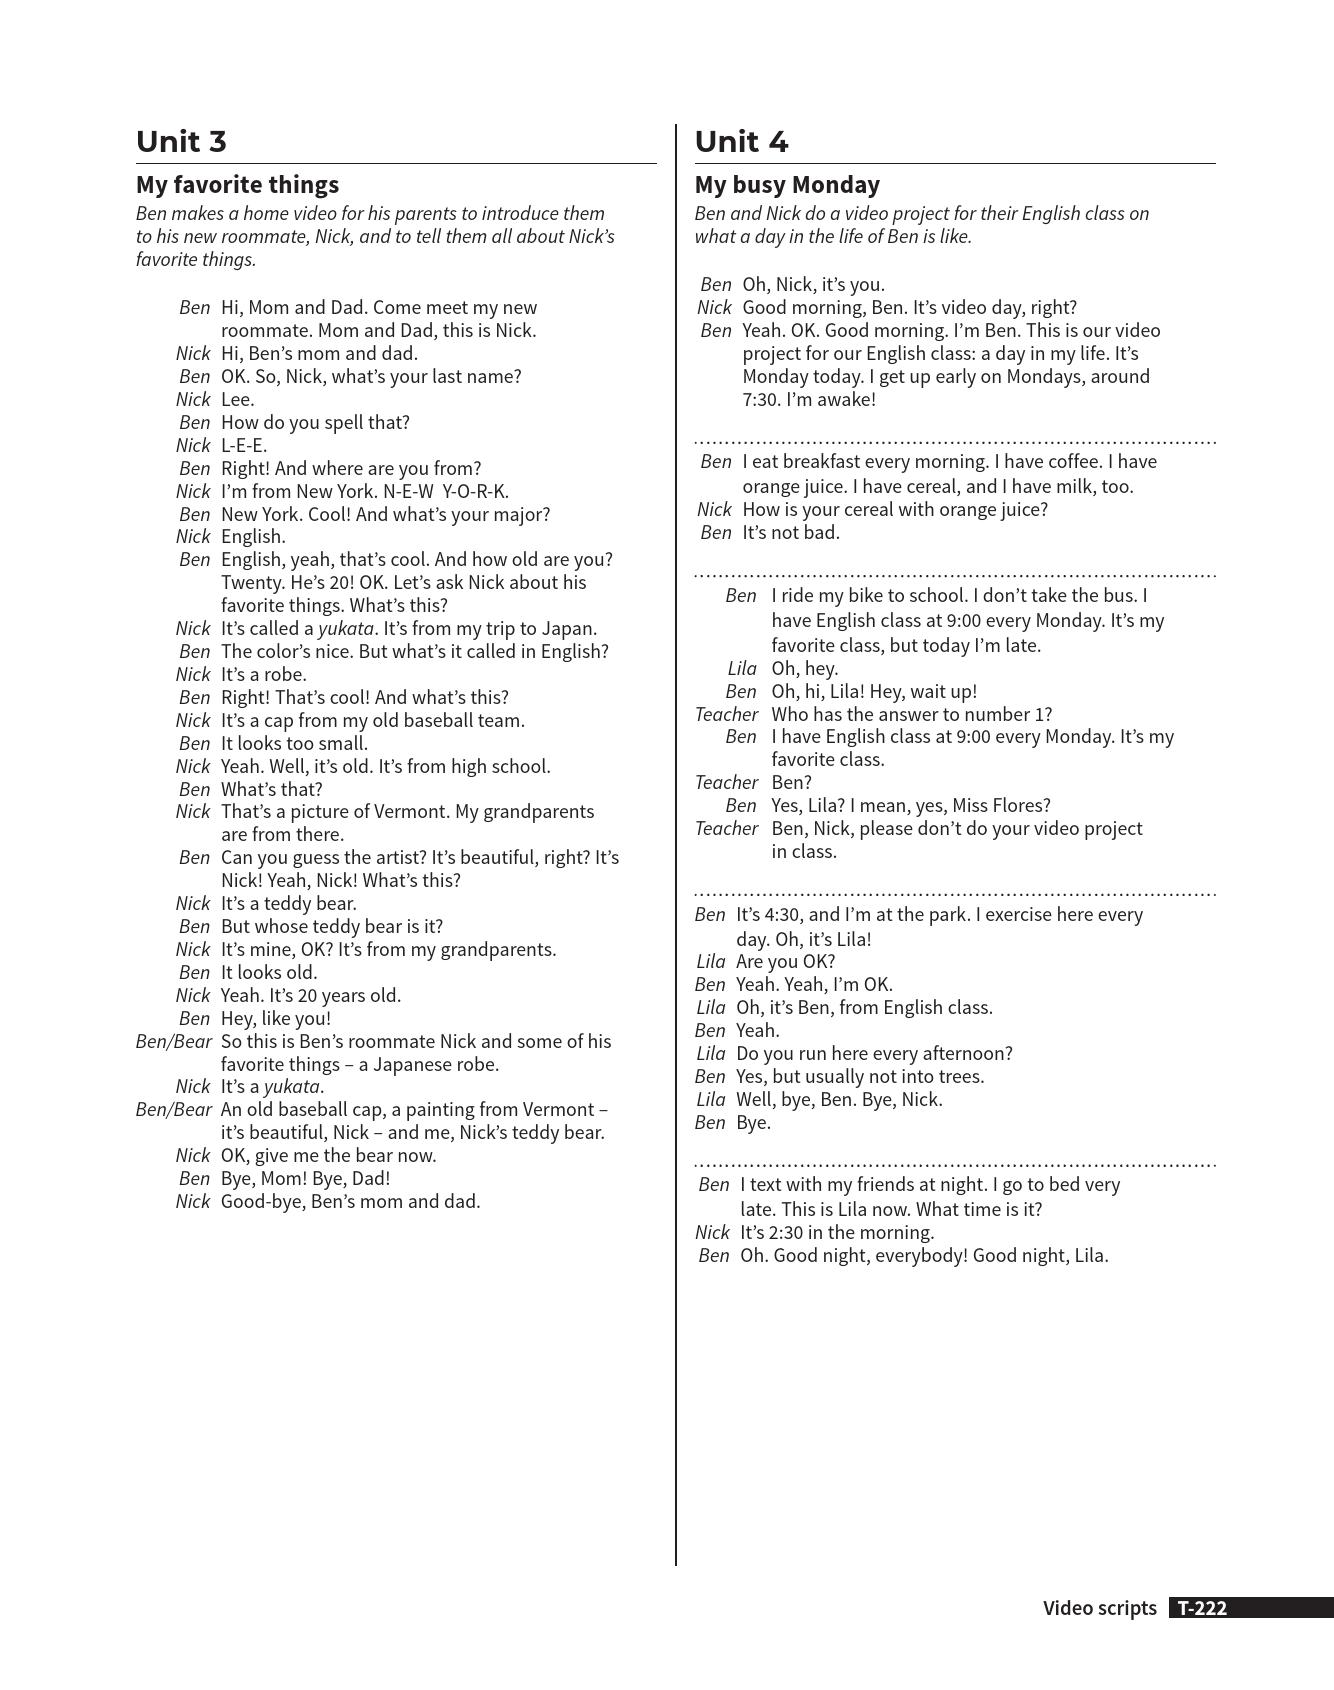 Unit 3
My favorite things
Ben makes a home video for his parents to introduce them
to his new roommate, Nick, and to tell them all about Nick’s
favorite things.
Ben Hi, Mom and Dad. Come meet my new
roommate. Mom and Dad, this is Nick.
Nick Hi, Ben’s mom and dad.
Ben OK. So, Nick, what’s your last name?
Nick Lee.
Ben How do you spell that?
Nick L-E-E.
Ben Right! And where are you from?
Nick I’m from New York. N-E-W Y-O-R-K.
Ben New York. Cool! And what’s your major?
Nick English.
Ben English, yeah, that’s cool. And how old are you?
Twenty. He’s 20! OK. Let’s ask Nick about his
favorite things. What’s this?
Nick It’s called a yukata. It’s from my trip to Japan.
Ben The color’s nice. But what’s it called in English?
Nick It’s a robe.
Ben Right! That’s cool! And what’s this?
Nick It’s a cap from my old baseball team.
Ben It looks too small.
Nick Yeah. Well, it’s old. It’s from high school.
Ben What’s that?
Nick That’s a picture of Vermont. My grandparents
are from there.
Ben Can you guess the artist? It’s beautiful, right? It’s
Nick! Yeah, Nick! What’s this?
Nick It’s a teddy bear.
Ben But whose teddy bear is it?
Nick It’s mine, OK? It’s from my grandparents.
Ben It looks old.
Nick Yeah. It’s 20 years old.
Ben Hey, like you!
Ben/Bear So this is Ben’s roommate Nick and some of his
favorite things – a Japanese robe.
Nick It’s a yukata.
Ben/Bear An old baseball cap, a painting from Vermont –
it’s beautiful, Nick – and me, Nick’s teddy bear.
Nick OK, give me the bear now.
Ben Bye, Mom! Bye, Dad!
Nick Good-bye, Ben’s mom and dad.
Unit 4
My busy Monday
Ben and Nick do a video project for their English class on
what a day in the life of Ben is like.
Ben Oh, Nick, it’s you.
Nick Good morning, Ben. It’s video day, right?
Ben Yeah. OK. Good morning. I’m Ben. This is our video
project for our English class: a day in my life. It’s
Monday today. I get up early on Mondays, around
7:30. I’m awake!
Ben I eat breakfast every morning. I have coffee. I have
orange juice. I have cereal, and I have milk, too.
Nick How is your cereal with orange juice?
Ben It’s not bad.
Ben I ride my bike to school. I don’t take the bus. I
have English class at 9:00 every Monday. It’s my
favorite class, but today I’m late.
Lila Oh, hey.
Ben Oh, hi, Lila! Hey, wait up!
Teacher Who has the answer to number 1?
Ben I have English class at 9:00 every Monday. It’s my
favorite class.
Teacher Ben?
Ben Yes, Lila? I mean, yes, Miss Flores?
Teacher Ben, Nick, please don’t do your video project
in class.
Ben It’s 4:30, and I’m at the park. I exercise here every
day. Oh, it’s Lila!
Lila Are you OK?
Ben Yeah. Yeah, I’m OK.
Lila Oh, it’s Ben, from English class.
Ben Yeah.
Lila Do you run here every afternoon?
Ben Yes, but usually not into trees.
Lila Well, bye, Ben. Bye, Nick.
Ben Bye.
Ben I text with my friends at night. I go to bed very
late. This is Lila now. What time is it?
Nick It’s 2:30 in the morning.
Ben Oh. Good night, everybody! Good night, Lila.
Video scripts T-222